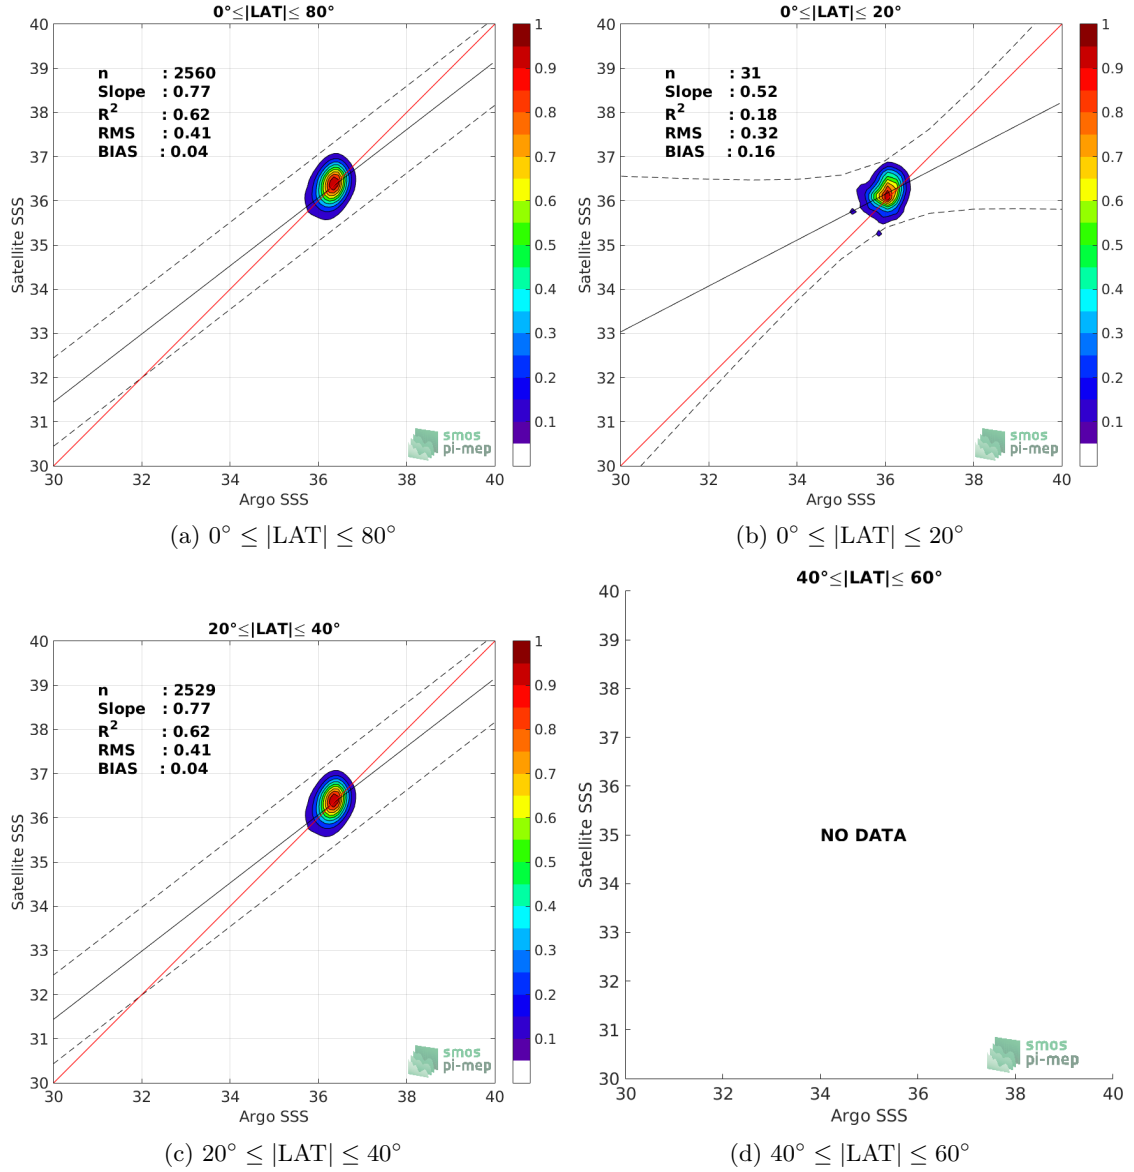 0°≤|LAT|≤ 80°
40
39
38
37
36
35
34
33
32
31
30
30 32 34 36 38 40
Satellite SSS
Argo SSS
n : 2560
Slope : 0.77
R2 : 0.62
RMS : 0.41
BIAS : 0.04
smos
pi-mep
1
0.9
0.8
0.7
0.6
0.5
0.4
0.3
0.2
0.1
(a) 0° ≤ |LAT| ≤ 80°
0°≤|LAT|≤ 20°
40
39
38
37
36
35
34
33
32
31
30
30 32 34 36 38 40
Satellite SSS
Argo SSS
n : 31
Slope : 0.52
R2 : 0.18
RMS : 0.32
BIAS : 0.16
smos
pi-mep
1
0.9
0.8
0.7
0.6
0.5
0.4
0.3
0.2
0.1
(b) 0° ≤ |LAT| ≤ 20°
20°≤|LAT|≤ 40°
40
39
38
37
36
35
34
33
32
31
30
30 32 34 36 38 40
Satellite SSS
Argo SSS
n : 2529
Slope : 0.77
R2 : 0.62
RMS : 0.41
BIAS : 0.04
smos
pi-mep
1
0.9
0.8
0.7
0.6
0.5
0.4
0.3
0.2
0.1
(c) 20° ≤ |LAT| ≤ 40°
40°≤|LAT|≤ 60°
40
39
38
37
36
35
34
33
32
31
30
30 32 34 36 38 40
Satellite SSS
Argo SSS
NO DATA
smos
pi-mep
(d) 40° ≤ |LAT| ≤ 60°